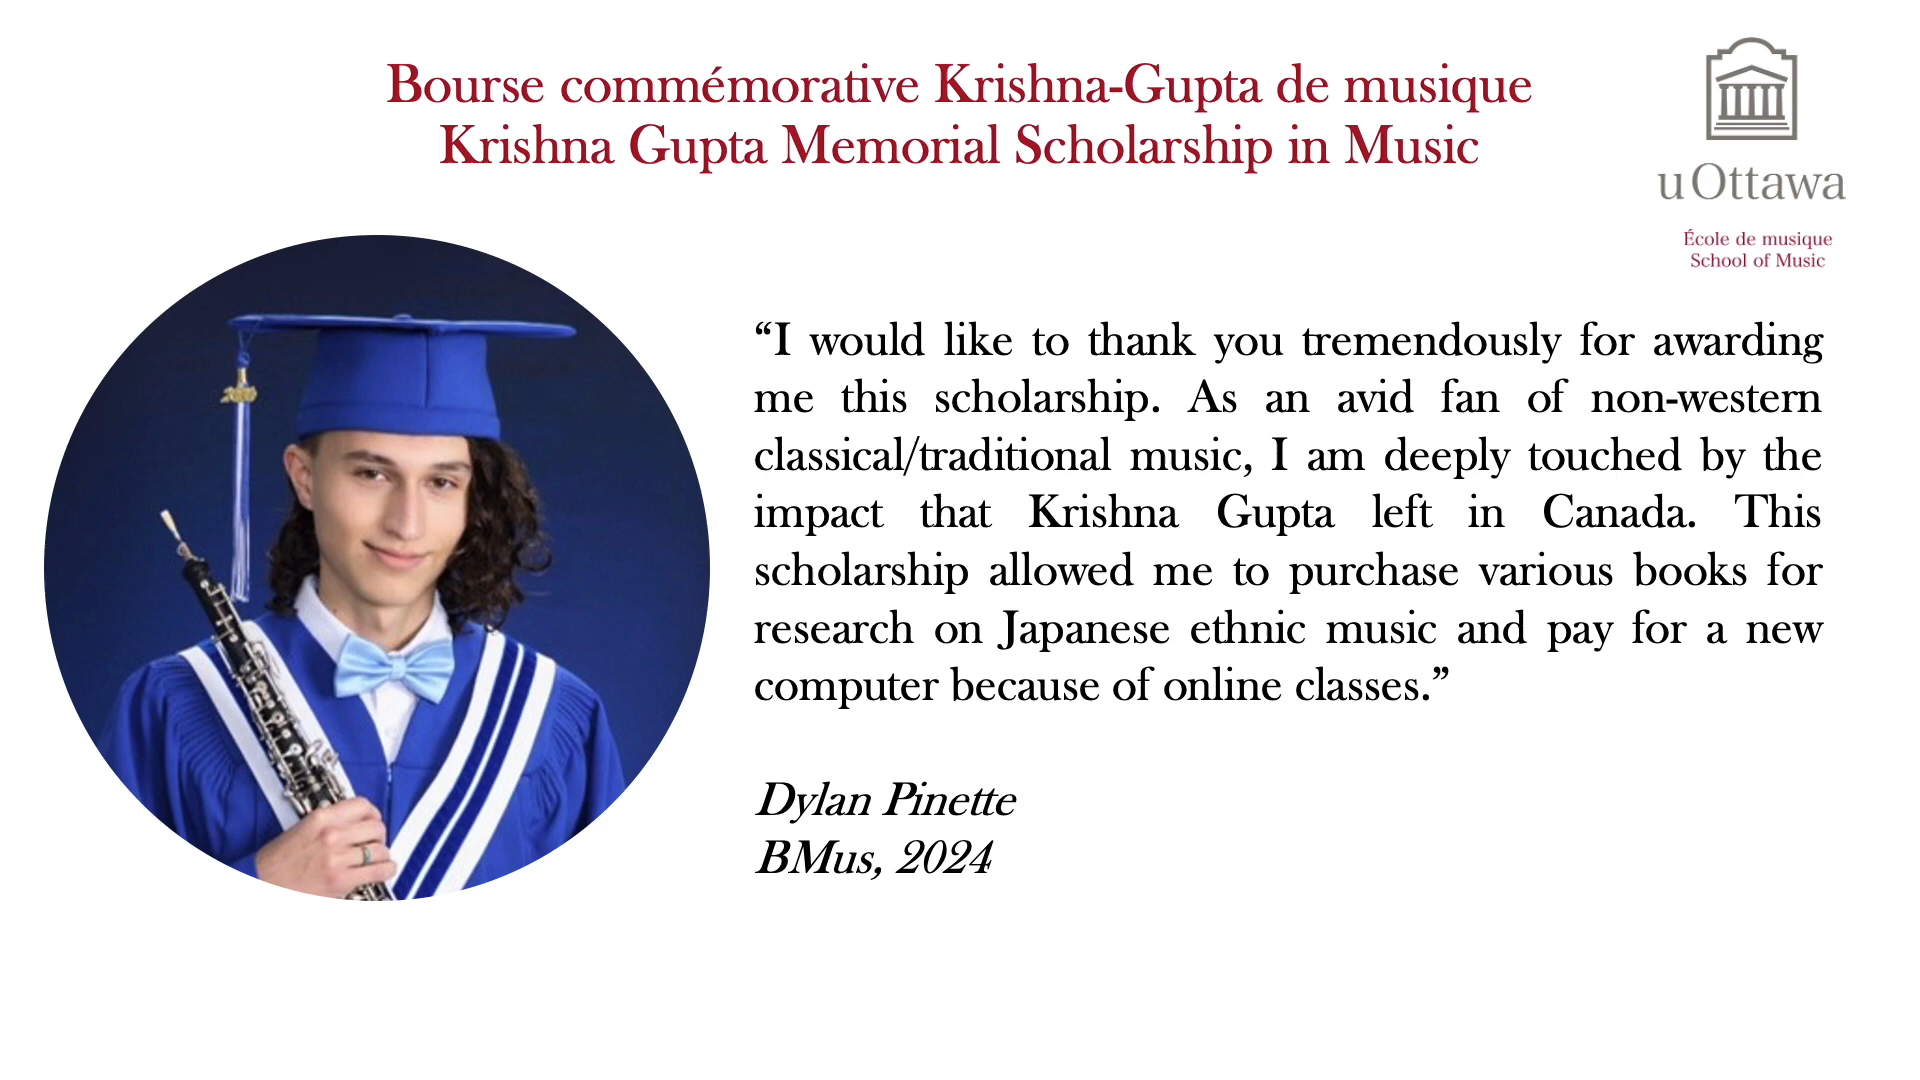 Bourse commémorative Krishna-Gupta de musique
Krishna Gupta Memorial Scholarship in Music
uOttawa
École de musique
School of Music
“I would like to thank you tremendously for awarding
me this scholarship. As an avid fan of non-western
classical/traditional music, I am deeply touched by the
impact that Krishna Gupta left in Canada. This
scholarship allowed me to purchase various books for
research on Japanese ethnic music and pay for a new
computer because of online classes.”
Dylan Pinette
BMus, 2024